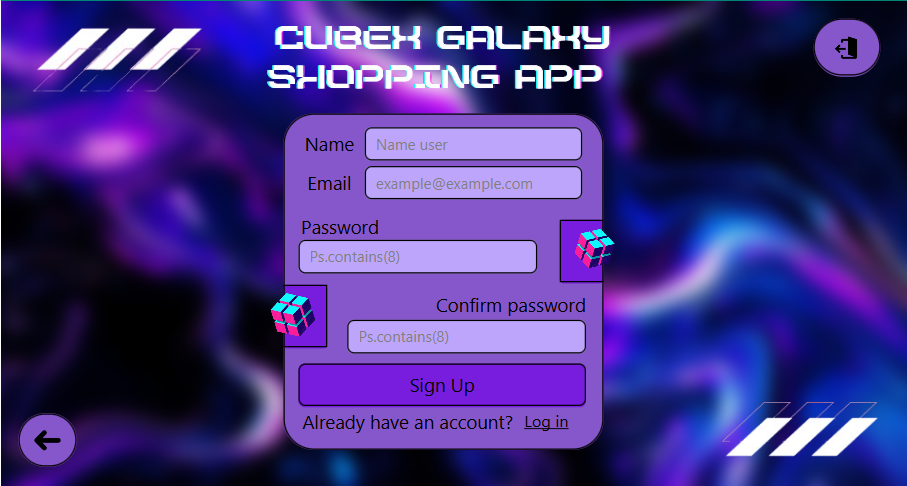 CUBEX GALAXY
SHOPPING APP
Name
Name user
Email
example@example.com
Password
Ps.contains(8)
Confirm password
Ps.contains(8)
Sign Up
Already have an account? Log in